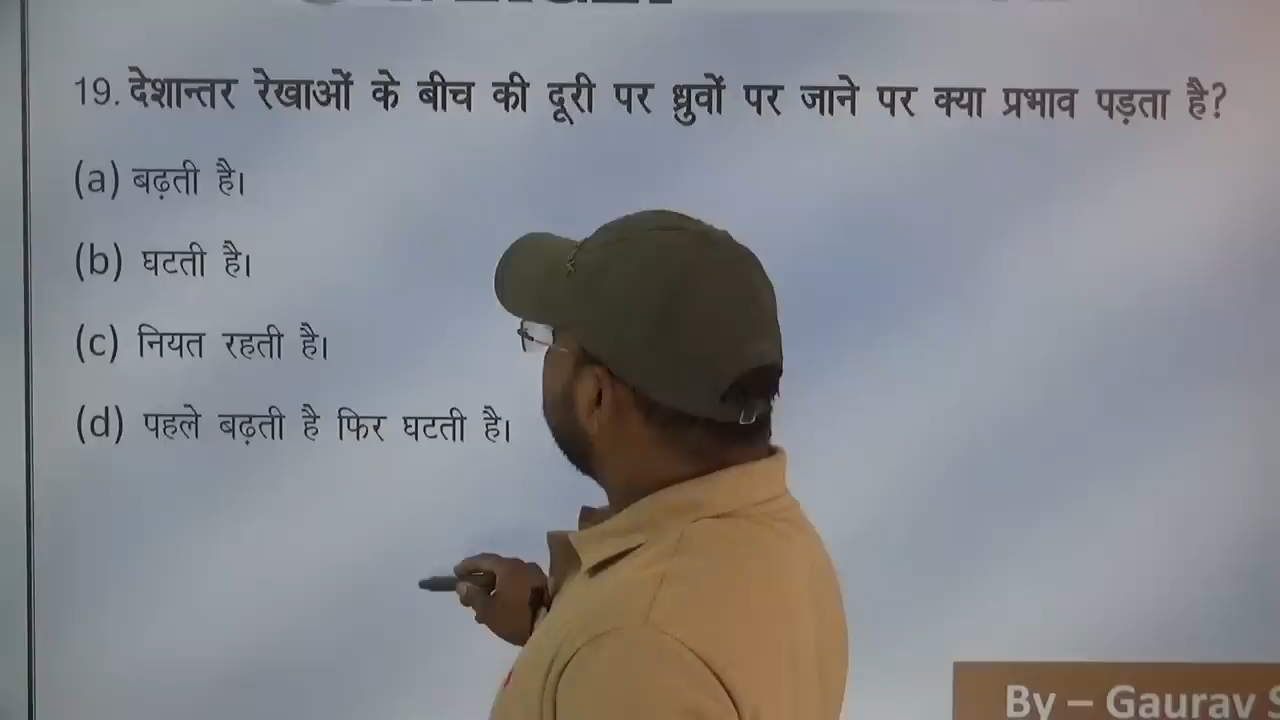 19. देशान्तर रेखाओं के बीच की दूरी पर ध्रुवों पर जाने पर क्या प्रभाव पड़ता है?
(a) बढ़ती है।
(b) घटती है।
(c) नियत रहती है।
(d) पहले बढ़ती है फिर घटती है।
By – Gaurav